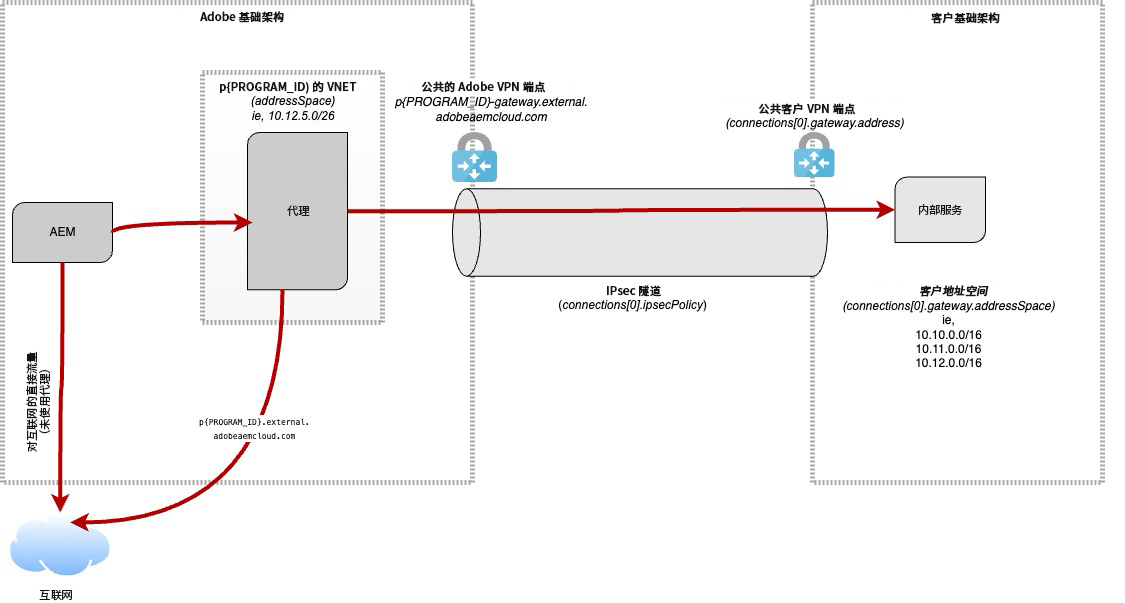 Adobe 基础架构
客户基础架构
p{PROGRAM_ID) 的 VNET
(addressSpace)
ie, 10.12.5.0/26
公共的 Adobe VPN 端点
p{PROGRAM_ID}-gateway.external.
adobeaemcloud.com
公共客户 VPN 端点
(connections[0].gateway.address)
AEM
代理
内部服务
IPsec 隧道
(connections[0].ipsecPolicy)
客户地址空间
(connections[0].gateway.addressSpace)
ie,
10.10.0.0/16
10.11.0.0/16
10.12.0.0/16
对互联网的直接流量
(未使用代理)
p{PROGRAM_ID}.external.
adobeaemcloud.com
互联网